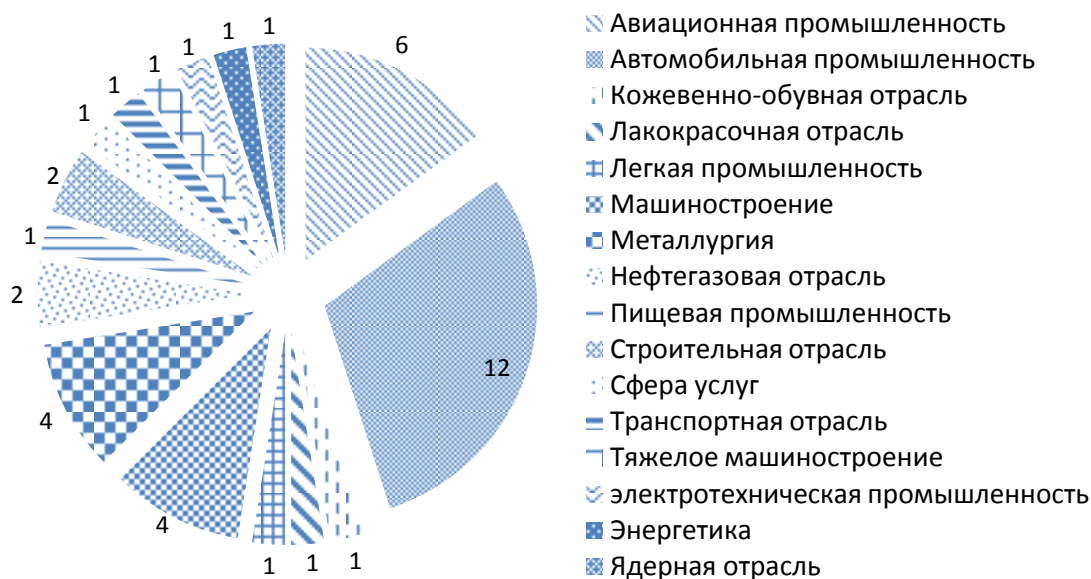 6
12
1
1
1
4
4
2
1
2
1
1
1
1
1
1
Авиационная промышленность
Автомобильная промышленность
Кожевенно-обувная отрасль
Лакокрасочная отрасль
Легкая промышленность
Машиностроение
Металлургия
Нефтегазовая отрасль
Пищевая промышленность
Строительная отрасль
Сфера услуг
Транспортная отрасль
Тяжелое машиностроение
электротехническая промышленность
Энергетика
Ядерная отрасль